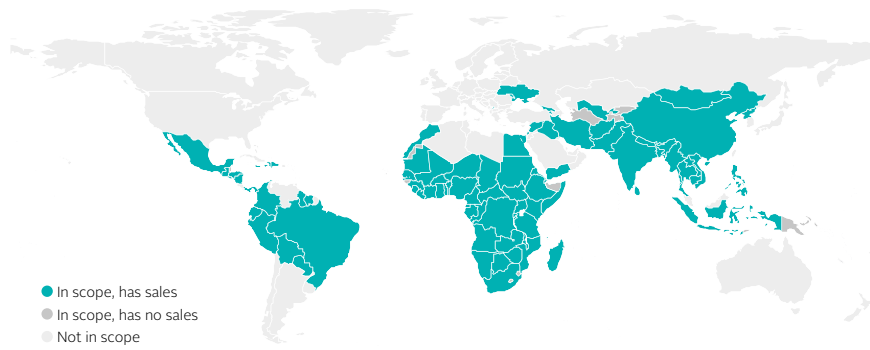 In scope, has sales
In scope, has no sales
Not in scope